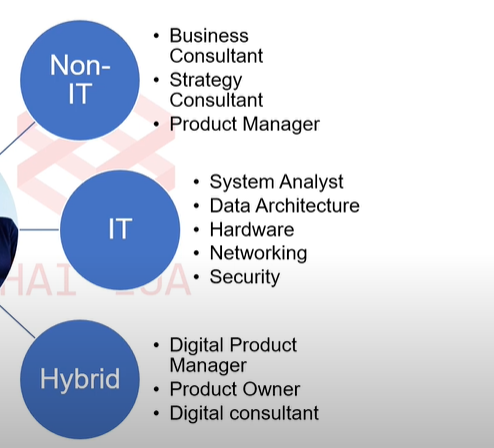 Non-
IT
• Business
Consultant
• Strategy
Consultant
• Product Manager
IT
• System Analyst
• Data Architecture
• Hardware
• Networking
• Security
HAI
Hybrid
• Digital Product
Manager
• Product Owner
• Digital consultant